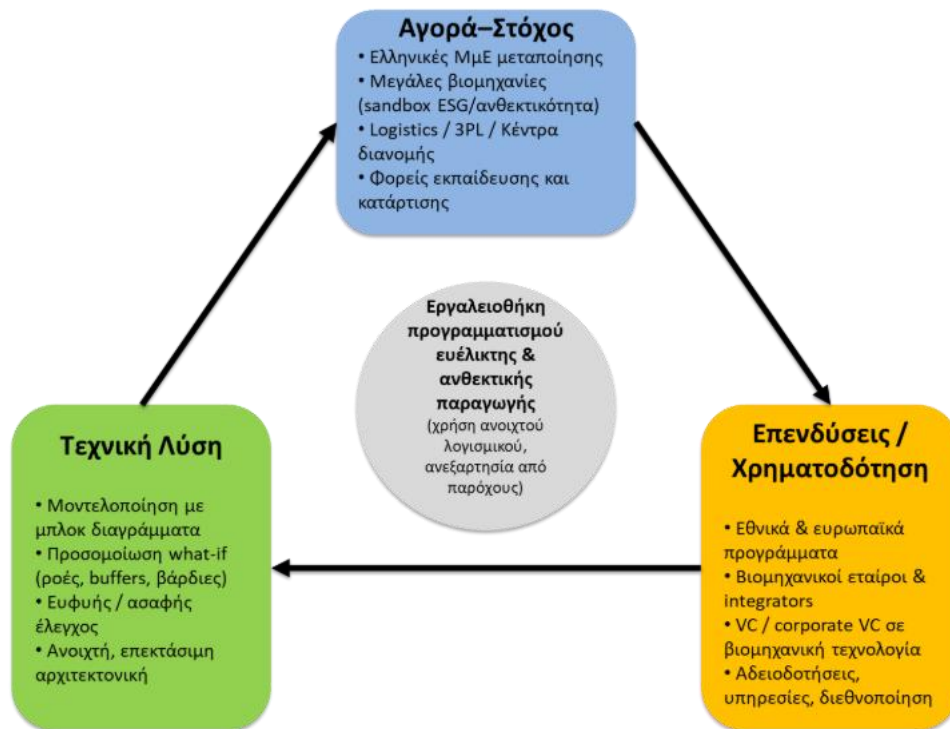 Αγορά–Στόχος
• Ελληνικές ΜμΕ μεταποίησης
• Μεγάλες βιομηχανίες
(sandbox ESG/ανθεκτικότητα)
• Logistics / 3PL / Κέντρα
διανομής
• Φορείς εκπαίδευσης και
κατάρτισης
Εργαλειοθήκη
προγραμματισμού
ευέλικτης &
ανθεκτικής
παραγωγής
(χρήση ανοιχτού
λογισμικού,
ανεξαρτησία από
παρόχους)
Τεχνική Λύση
• Μοντελοποίηση με
μπλοκ διαγράμματα
• Προσομοίωση what-if
(ροές, buffers, βάρδιες)
• Ευφυής / ασαφής
έλεγχος
• Ανοιχτή, επεκτάσιμη
αρχιτεκτονική
Επενδύσεις /
Χρηματοδότηση
• Εθνικά & ευρωπαϊκά
προγράμματα
• Βιομηχανικοί εταίροι &
integrators
• VC / corporate VC σε
βιομηχανική τεχνολογία
• Αδειοδοτήσεις,
υπηρεσίες, διεθνοποίηση